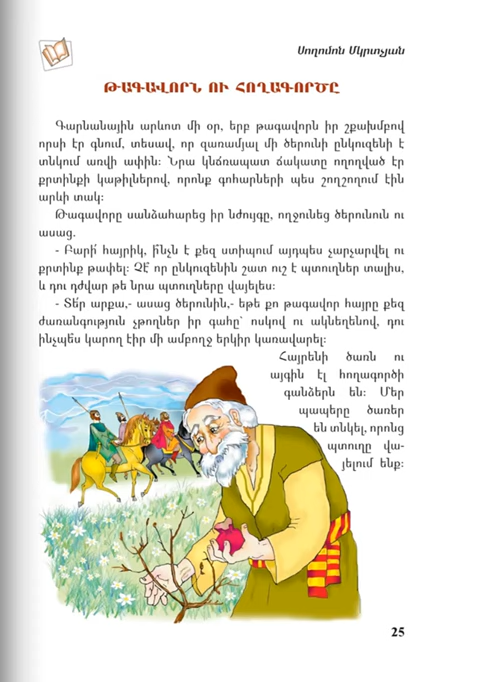 Սողոմոն Մկրտչյան
ԹԱԳԱՎՈՐՆ ՈՒ ՀՈՂԱԳՈՐԾԸ
Գարնանային արևոտ մի օր, երբ թագավորն իր շքախմբով
որսի էր գնում, տեսավ, որ զառամյալ մի ծերունի ընկուզենի է
տնկում առվի ափին: Նրա կնճռապատ ճակատը ողողված էր
քրտինքի կաթիլներով, որոնք գոհարների պես շողշողում էին
արևի տակ:
Թագավորը սանձահարեց իր նժույգը, ողջունեց ծերունուն ու
ասաց.
- Բարի՛ հայրիկ, ի՞նչն է քեզ ստիպում այդպես չարչարվել ու
քրտինք թափել: Չէ՞ որ ընկուզենին շատ ուշ է պտուղներ տալիս,
և դու դժվար թե նրա պտուղները վայելես:
- Տե՛ր արքա,- ասաց ծերունին,- եթե քո թագավոր հայրը քեզ
ժառանգություն չթողներ իր գահը՝ ոսկով ու ակնեղենով, դու
ինչպե՞ս կարող էիր մի ամբողջ երկիր կառավարել:
Հայրենի ծառն ու
այգին էլ հողագործի
գանձերն են: Մեր
պապերը ծառեր
են տնկել, որոնց
պտուղը վա-
յելում ենք:
25